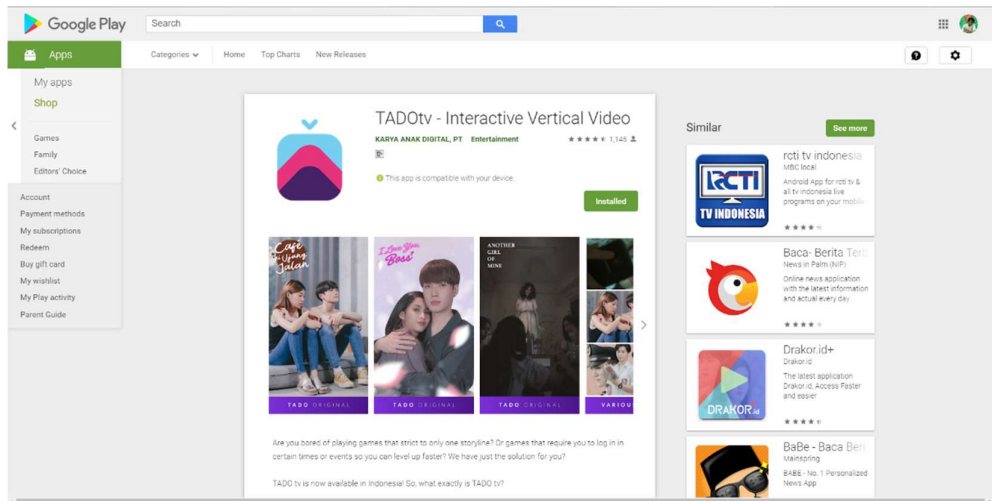 Google Play
Search
Apps
Categories
Home
Top Charts
New Releases
My apps
Shop
Games
Family
Editors' Choice
Account
Payment methods
My subscriptions
Redeem
Buy gift card
My wishlist
My Play activity
Parent Guide
TADOtv - Interactive Vertical Video
KARYA ANAK DIGITAL, PT Entertainment
1,145
This app is compatible with your device.
Installed
Cafe
Ujung
Jalan
TADO ORIGINAL
I Love You
Boss!
TADO ORIGINAL
ANOTHER
GIRL
OF
MINE
TADO ORIGINAL
VARIOU
Are you bored of playing games that strict to only one storyline? Or games that require you to log in in
certain times or events so you can level up faster? We have just the solution for you?
TADO tv is now available in Indonesia! So, what exactly is TADO tv?
Similar
See more
RCTI
TV INDONESIA
rcti tv indonesia
MBC local
Android App for rcti tv &
all tv indonesia live
programs on your mobile
Baca- Berita Terb
News in Palm (NIP)
Online news application
with the latest information
and actual every day
DRAKOR.id
Drakor.id+
Drakor.id
The latest application
Drakor.id, Access Faster
and easier
BaBe - Baca Beri
Mainspring
BABE - No. 1 Personalized
News App